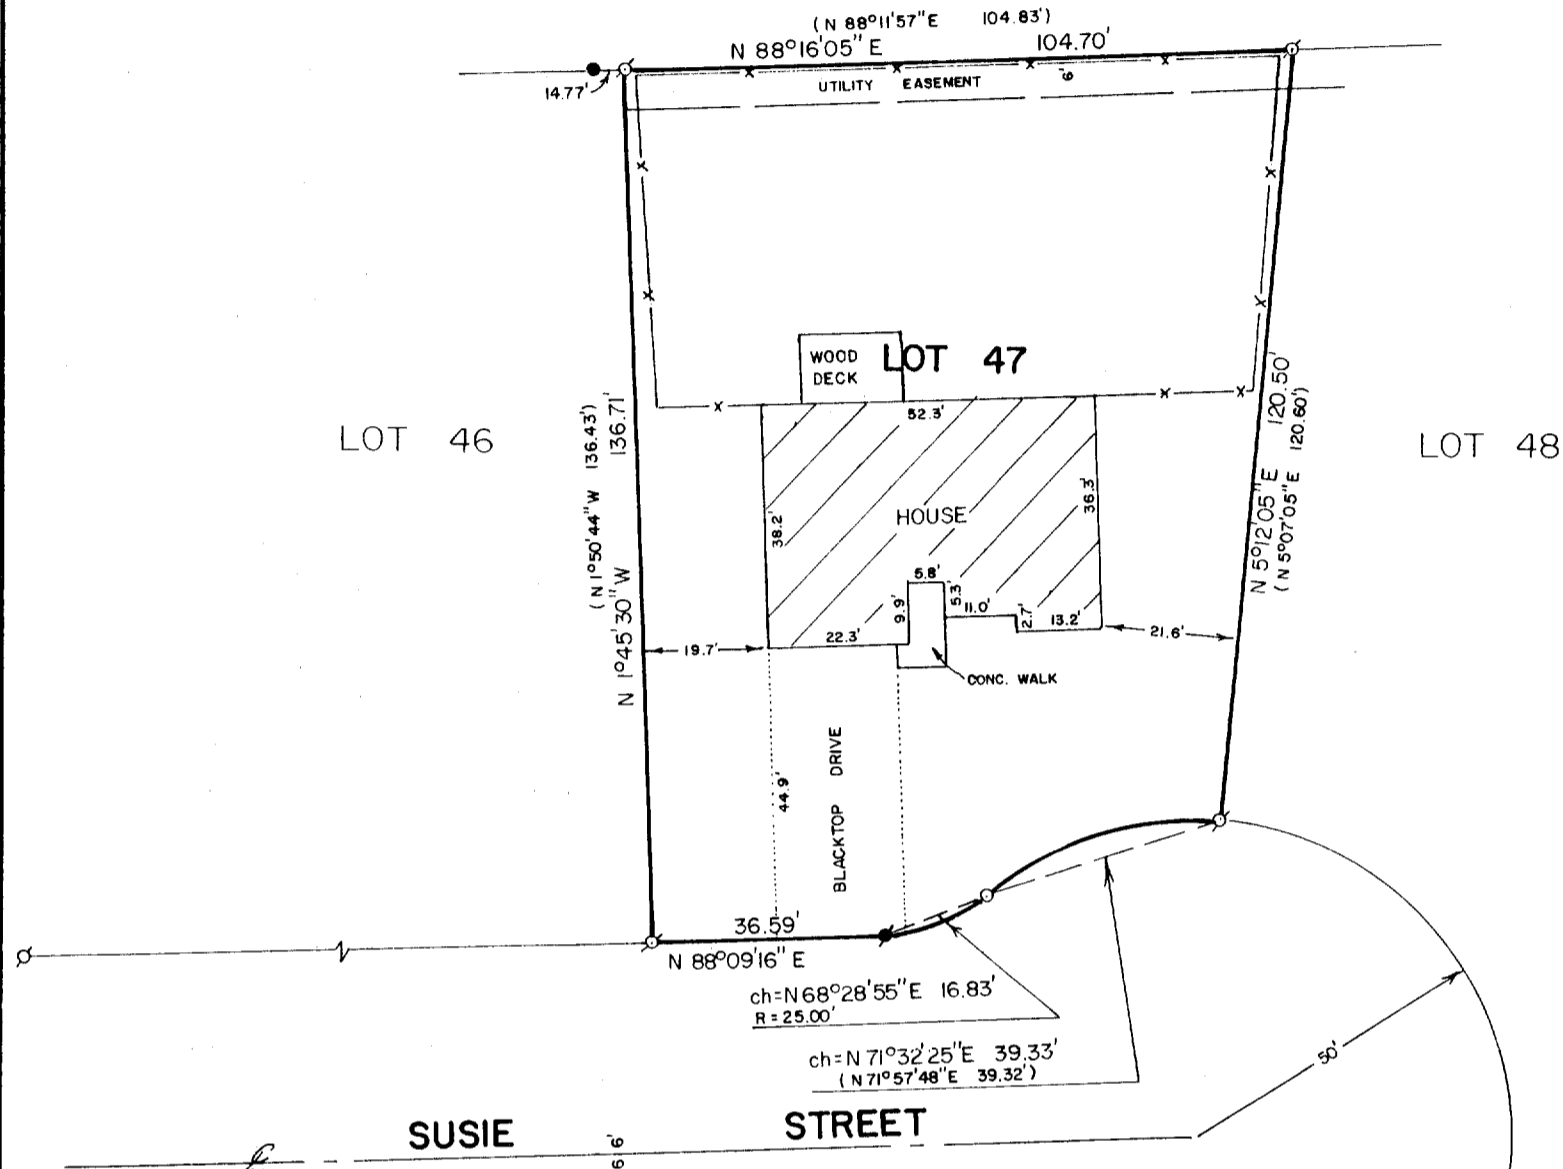 (N 88°11'57"E 104.83')
N 88°16'05" E 104.70'
14.77'
UTILITY EASEMENT
6'
WOOD
DECK
LOT 47
52.3'
LOT 46
LOT 48
(N 1°50'44"W 136.43')
N 1°45'30"W 136.71'
N 5°12'05"E 120.50'
(N 5°07'05"E 120.60')
38.2'
36.3'
HOUSE
5.8'
9.9'
5.3'
11.0'
2.7'
13.2'
22.3'
19.7'
21.6'
CONC. WALK
44.9'
BLACKTOP DRIVE
36.59'
N 88°09'16" E
ch=N 68°28'55"E 16.83'
R=25.00'
ch=N 71°32'25"E 39.33'
(N 71°57'48"E 39.32')
50'
SUSIE STREET